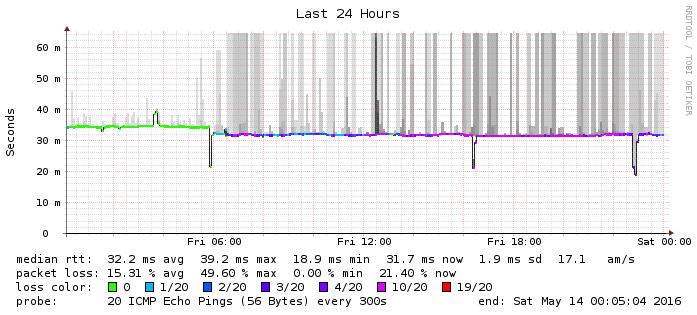 Last 24 Hours
RRDTOOL / TOBI OETIKER
Seconds
60 m
50 m
40 m
30 m
20 m
10 m
0
Fri 06:00 Fri 12:00 Fri 18:00 Sat 00:00
median rtt: 32.2 ms avg 39.2 ms max 18.9 ms min 31.7 ms now 1.9 ms sd 17.1 am/s
packet loss: 15.31 % avg 49.60 % max 0.00 % min 21.40 % now
loss color: 0 1/20 2/20 3/20 4/20 10/20 19/20
probe: 20 ICMP Echo Pings (56 Bytes) every 300s end: Sat May 14 00:05:04 2016